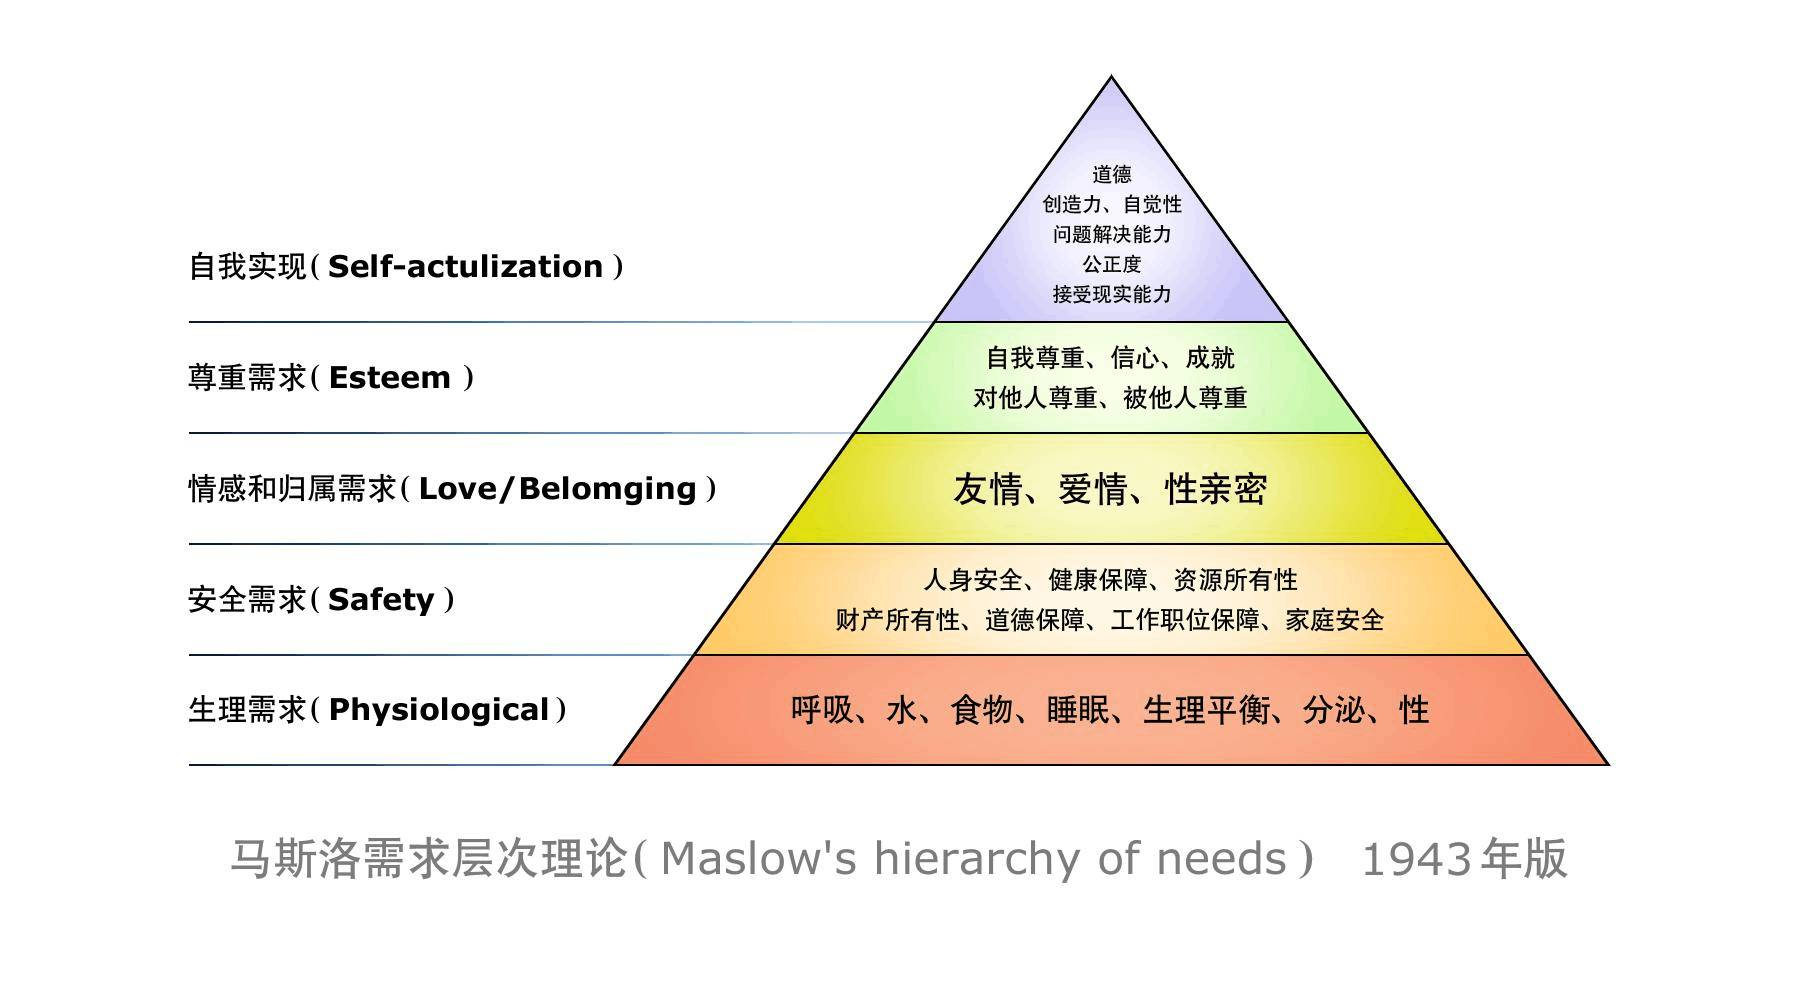 道德
创造力、自觉性
问题解决能力
公正度
接受现实能力
自我实现( Self-actulization )
自我尊重、信心、成就
对他人尊重、被他人尊重
尊重需求( Esteem )
友情、爱情、性亲密
情感和归属需求( Love/Belomging )
人身安全、健康保障、资源所有性
财产所有性、道德保障、工作职位保障、家庭安全
安全需求( Safety )
呼吸、水、食物、睡眠、生理平衡、分泌、性
生理需求( Physiological )
马斯洛需求层次理论( Maslow's hierarchy of needs ) 1943年版